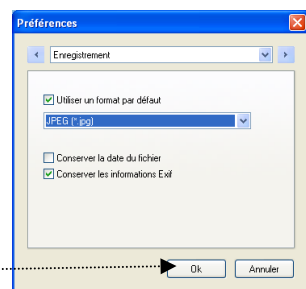 Préférences
Enregistrement
Utiliser un format par défaut
JPEG (*.jpg)
Conserver la date du fichier
Conserver les informations Exif
Ok
Annuler